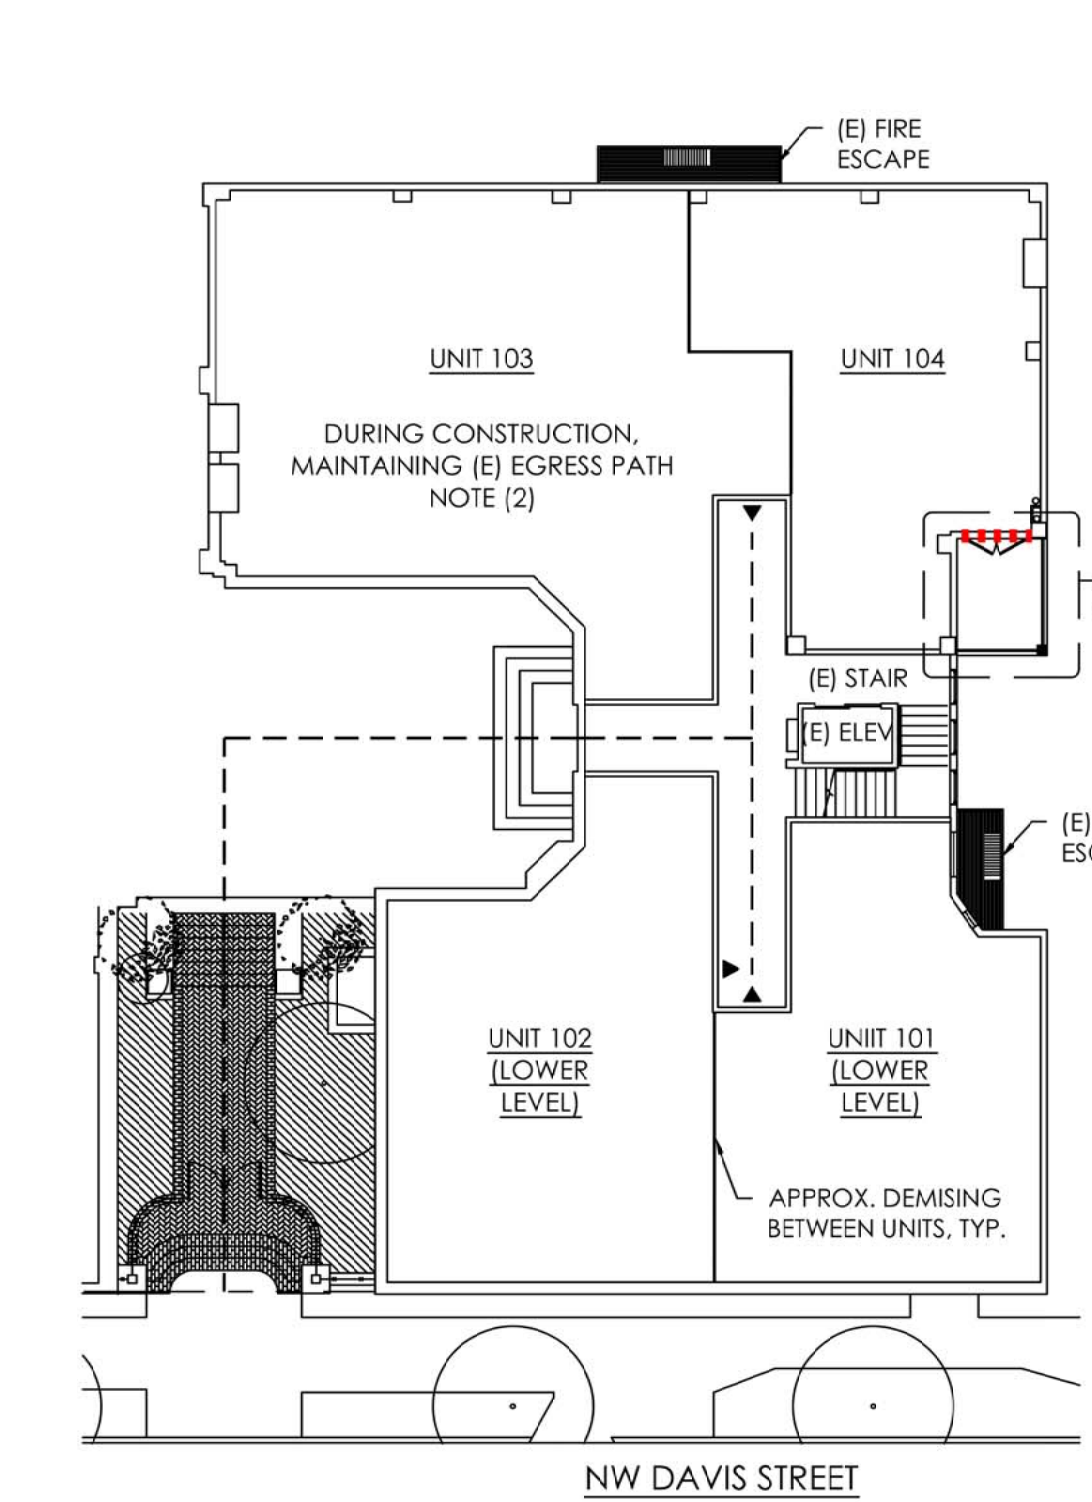 (E) FIRE
ESCAPE
UNIT 103
UNIT 104
DURING CONSTRUCTION,
MAINTAINING (E) EGRESS PATH
NOTE (2)
(E) STAIR
(E) ELEV
(E)
UNIT 102
(LOWER
LEVEL)
UNIIT 101
(LOWER
LEVEL)
APPROX. DEMISING
BETWEEN UNITS, TYP.
NW DAVIS STREET